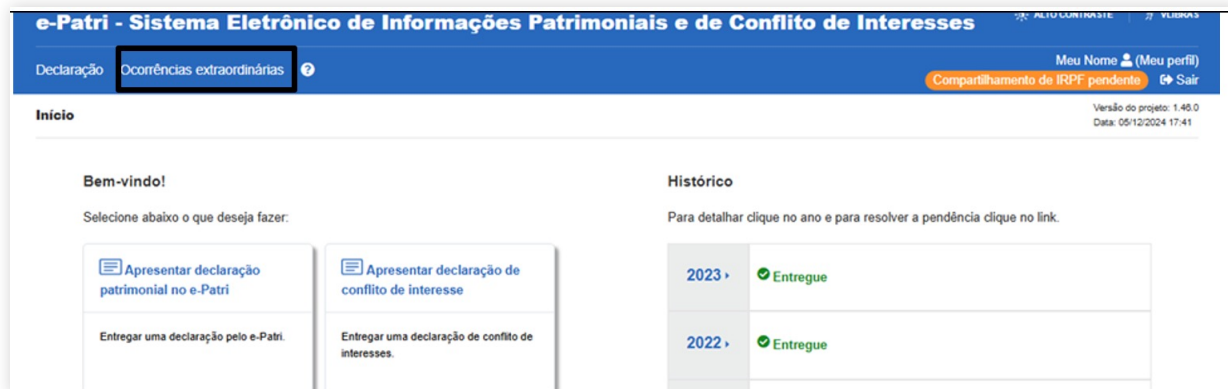 e-Patri - Sistema Eletrônico de Informações Patrimoniais e de Conflito de Interesses
ALTO CONTRASTE | VLIBRAS
Declaração Ocorrências extraordinárias ?
Meu Nome (Meu perfil)
Compartilhamento de IRPF pendente Sair
Início
Versão do projeto: 1.46.0
Data: 05/12/2024 17:41
Bem-vindo!
Selecione abaixo o que deseja fazer:
Apresentar declaração
patrimonial no e-Patri
Entregar uma declaração pelo e-Patri.
Apresentar declaração de
conflito de interesse
Entregar uma declaração de conflito de
interesses.
Histórico
Para detalhar clique no ano e para resolver a pendência clique no link.
2023 Entregue
2022 Entregue